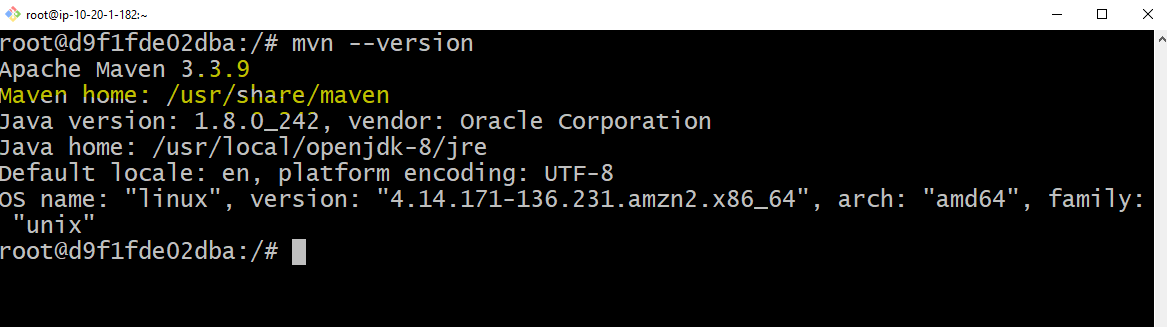 root@ip-10-20-1-182:~
root@d9f1fde02dba:/# mvn --version
Apache Maven 3.3.9
Maven home: /usr/share/maven
Java version: 1.8.0_242, vendor: Oracle Corporation
Java home: /usr/local/openjdk-8/jre
Default locale: en, platform encoding: UTF-8
OS name: "linux", version: "4.14.171-136.231.amzn2.x86_64", arch: "amd64", family:
"unix"
root@d9f1fde02dba:/#